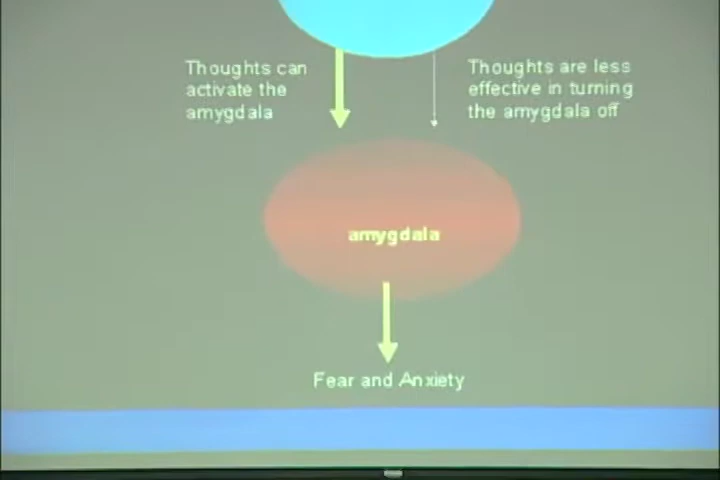 Thoughts can
activate the
amygdala
Thoughts are less
effective in turning
the amygdala off
amygdala
Fear and Anxiety